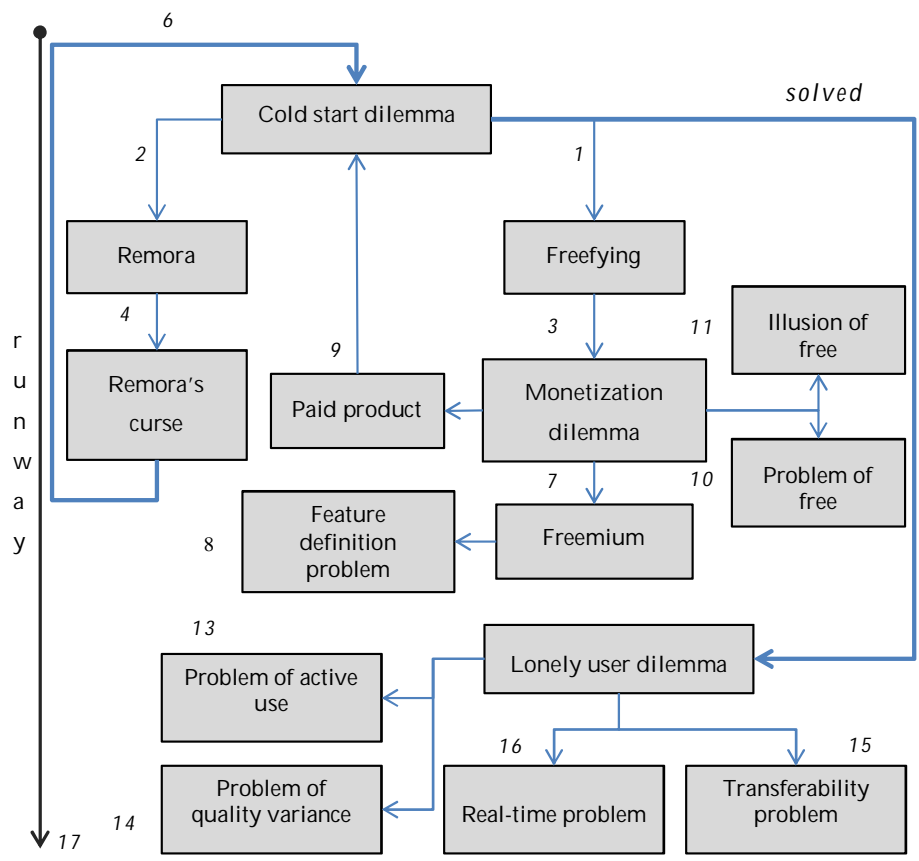 6
solved
Cold start dilemma
2
1
Remora
Freefying
4
3
9
11
Illusion of
free
Remora's
curse
Paid product
Monetization
dilemma
7
10
Problem of
free
8
Feature
definition
problem
Freemium
13
Lonely user dilemma
Problem of active
use
16
15
14
Problem of
quality variance
Real-time problem
Transferability
problem
17
r
u
n
w
a
y